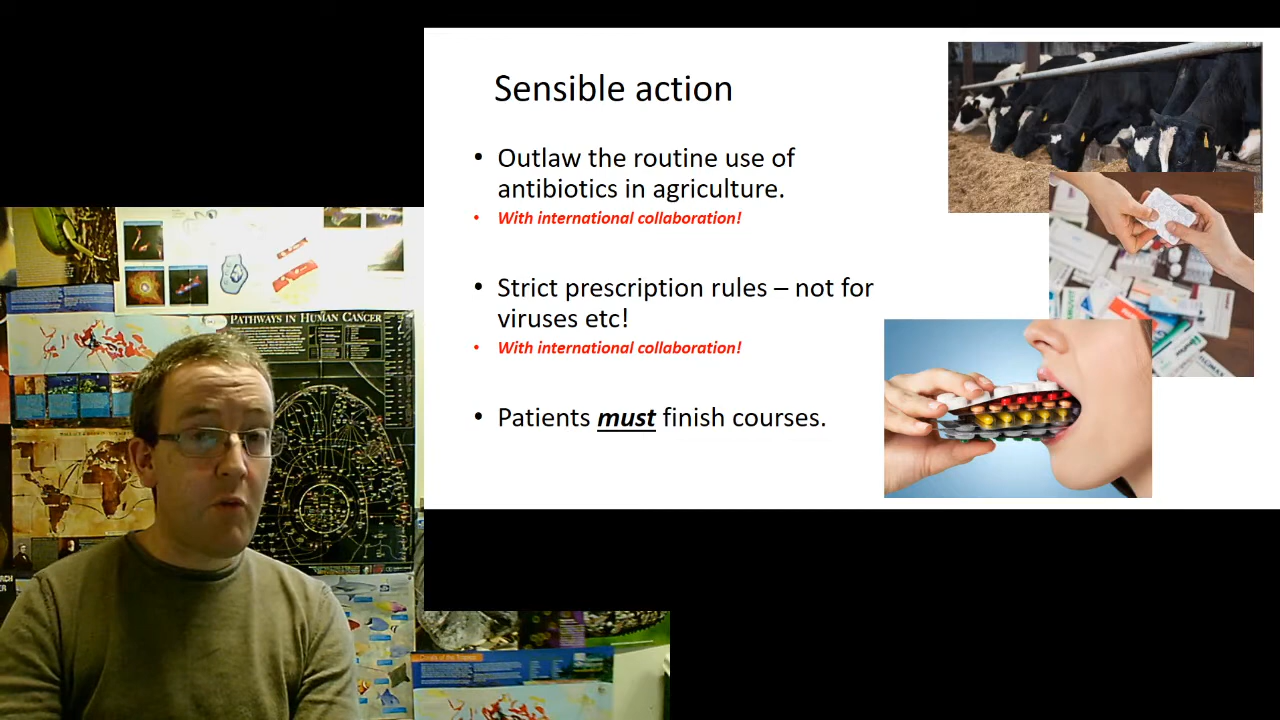 Sensible action
• Outlaw the routine use of
antibiotics in agriculture.
• With international collaboration!
• Strict prescription rules – not for
viruses etc!
• With international collaboration!
• Patients must finish courses.
PATHWAYS IN HUMAN CANCER